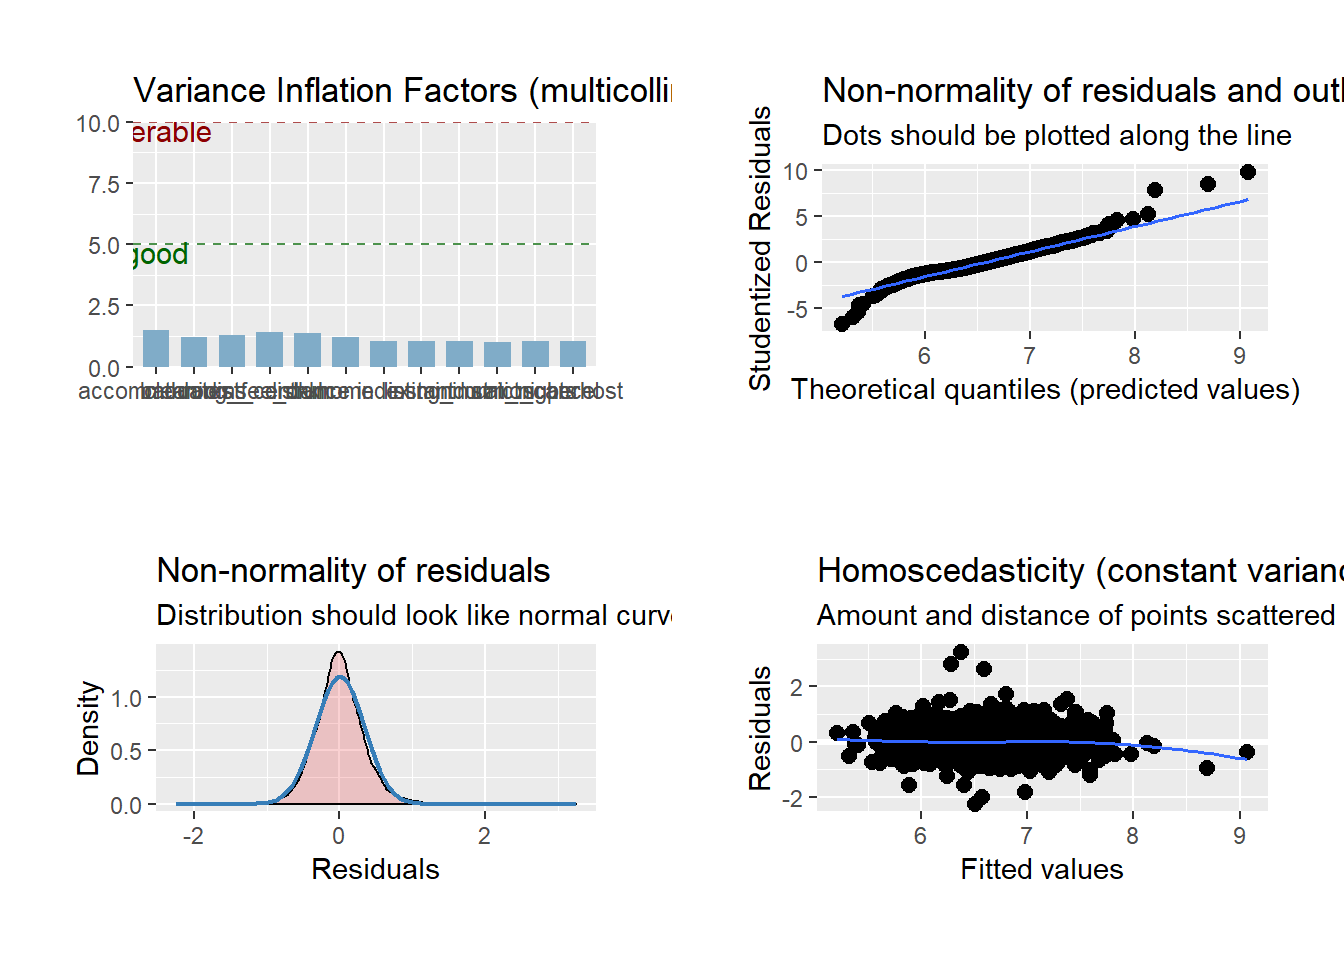 Variance Inflation Factors (multicollin
10.0
erable
7.5
5.0
good
2.5
0.0
Non-normality of residuals and outl
Dots should be plotted along the line
Studentized Residuals
10
5
0
-5
6 7 8 9
Theoretical quantiles (predicted values)
Non-normality of residuals
Distribution should look like normal curve
Density
1.0
0.5
0.0
-2 0 2
Residuals
Homoscedasticity (constant varianc
Amount and distance of points scattered
Residuals
2
0
-2
6 7 8 9
Fitted values